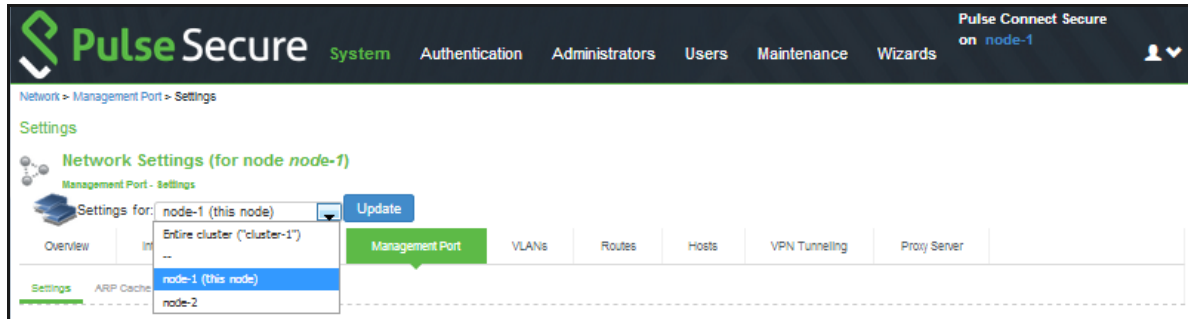 Pulse Secure
System Authentication Administrators Users Maintenance Wizards
Pulse Connect Secure
on node-1
Network > Management Port > Settings
Settings
Network Settings (for node node-1)
Management Port - Settings
Settings for: node-1 (this node) Update
Entire cluster ("cluster-1")
--
node-1 (this node)
node-2
Overview Management Port VLANs Routes Hosts VPN Tunneling Proxy Server
Settings ARP Cache